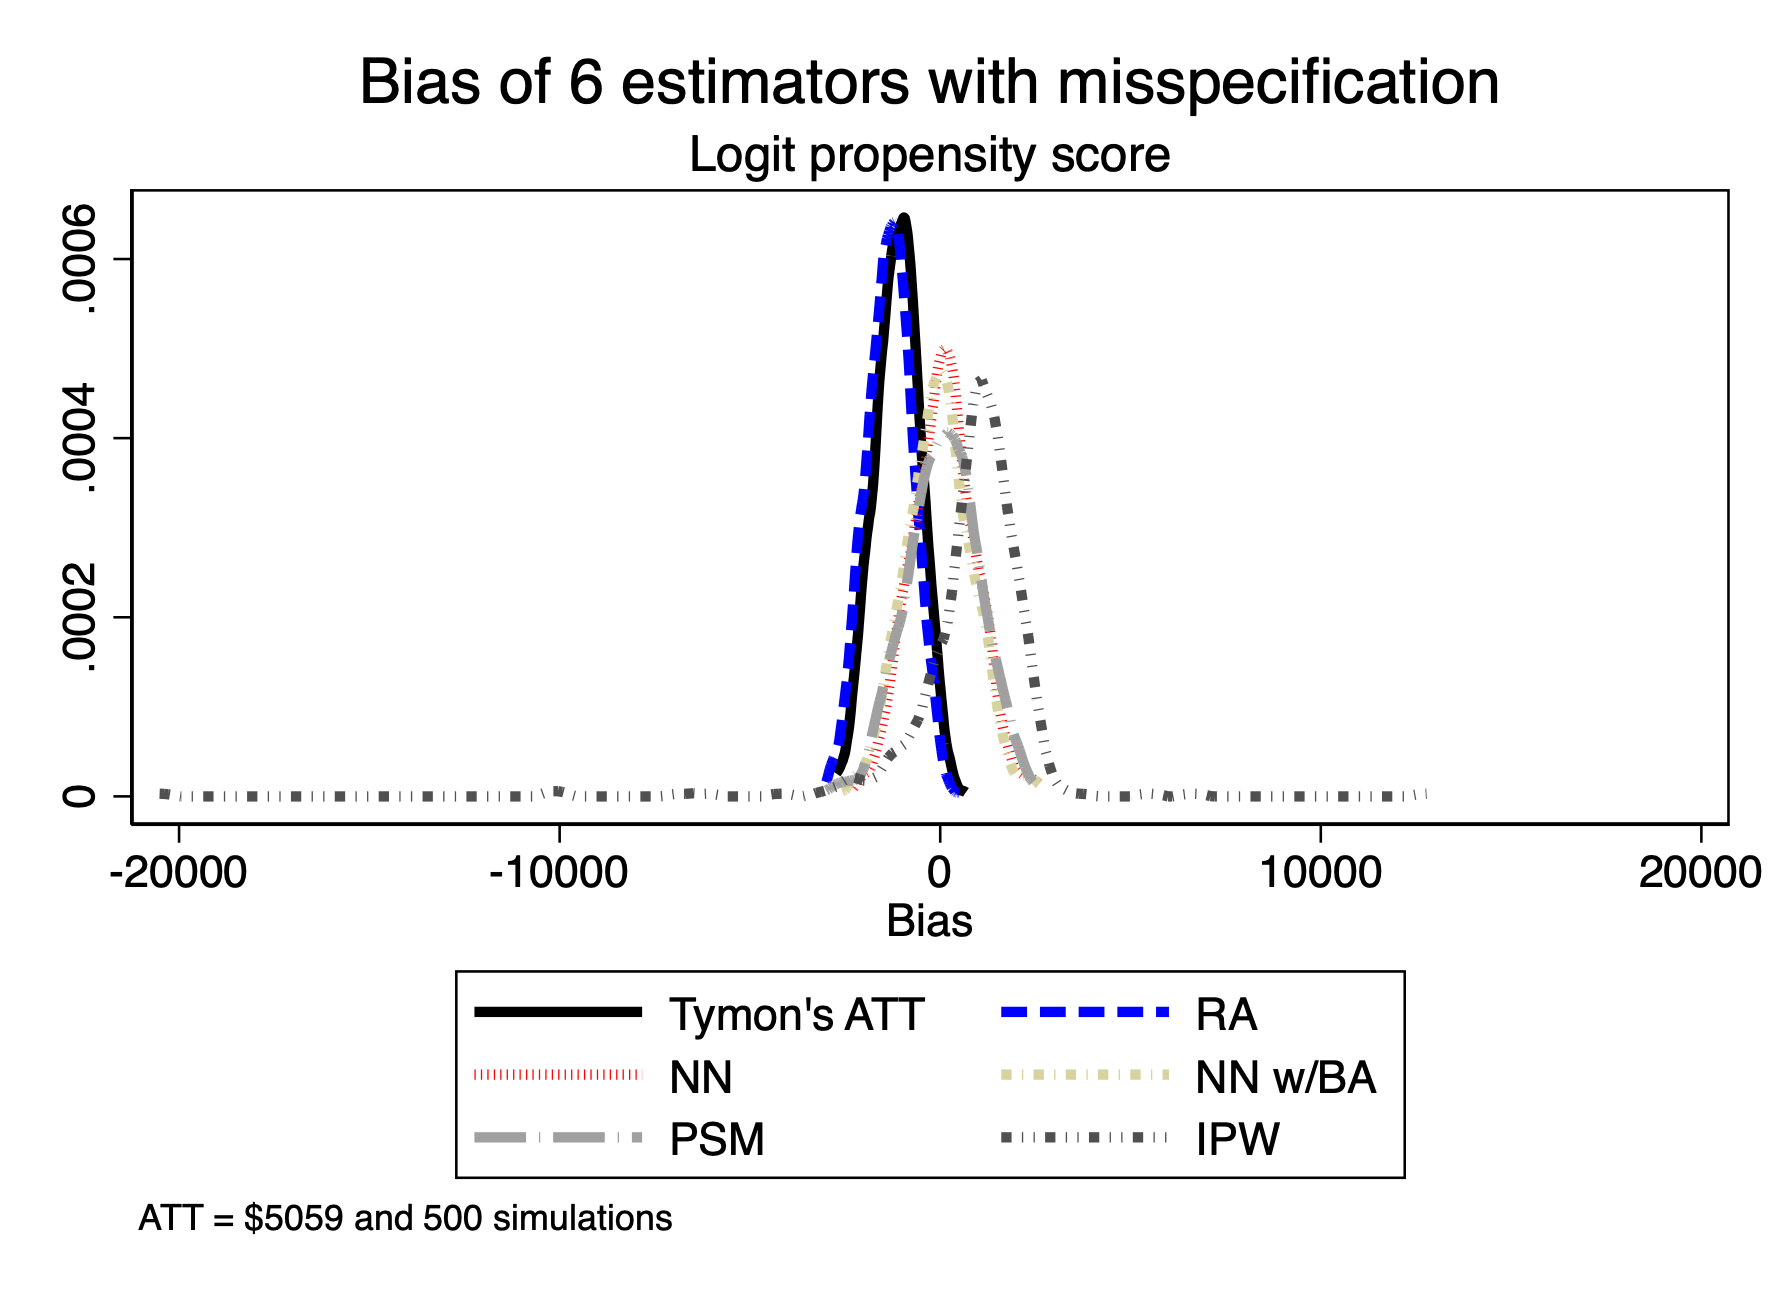 Bias of 6 estimators with misspecification
Logit propensity score
.0006
.0004
.0002
0
-20000 -10000 0 10000 20000
Bias
Tymon's ATT RA
NN NN w/BA
PSM IPW
ATT = $5059 and 500 simulations